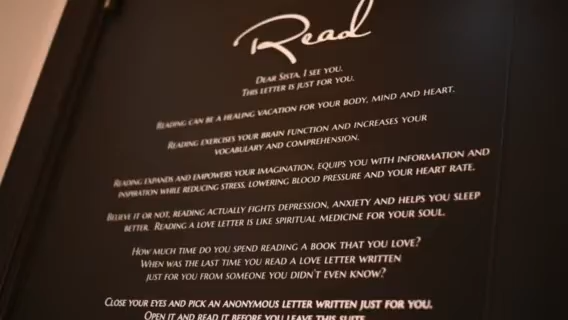 Read
DEAR SISTA, I SEE YOU.
THIS LETTER IS JUST FOR YOU.
READING CAN BE A HEALING VACATION FOR YOUR BODY, MIND AND HEART.
READING EXERCISES YOUR BRAIN FUNCTION AND INCREASES YOUR
VOCABULARY AND COMPREHENSION.
READING EXPANDS AND EMPOWERS YOUR IMAGINATION, EQUIPS YOU WITH INFORMATION AND
INSPIRATION WHILE REDUCING STRESS, LOWERING BLOOD PRESSURE AND YOUR HEART RATE.
BELIEVE IT OR NOT, READING ACTUALLY FIGHTS DEPRESSION, ANXIETY AND HELPS YOU SLEEP
BETTER. READING A LOVE LETTER IS LIKE SPIRITUAL MEDICINE FOR YOUR SOUL.
HOW MUCH TIME DO YOU SPEND READING A BOOK THAT YOU LOVE?
WHEN WAS THE LAST TIME YOU READ A LOVE LETTER WRITTEN
JUST FOR YOU FROM SOMEONE YOU DIDN'T EVEN KNOW?
CLOSE YOUR EYES AND PICK AN ANONYMOUS LETTER WRITTEN JUST FOR YOU.
OPEN IT AND READ IT BEFORE YOU LEAVE THIS SUITE.